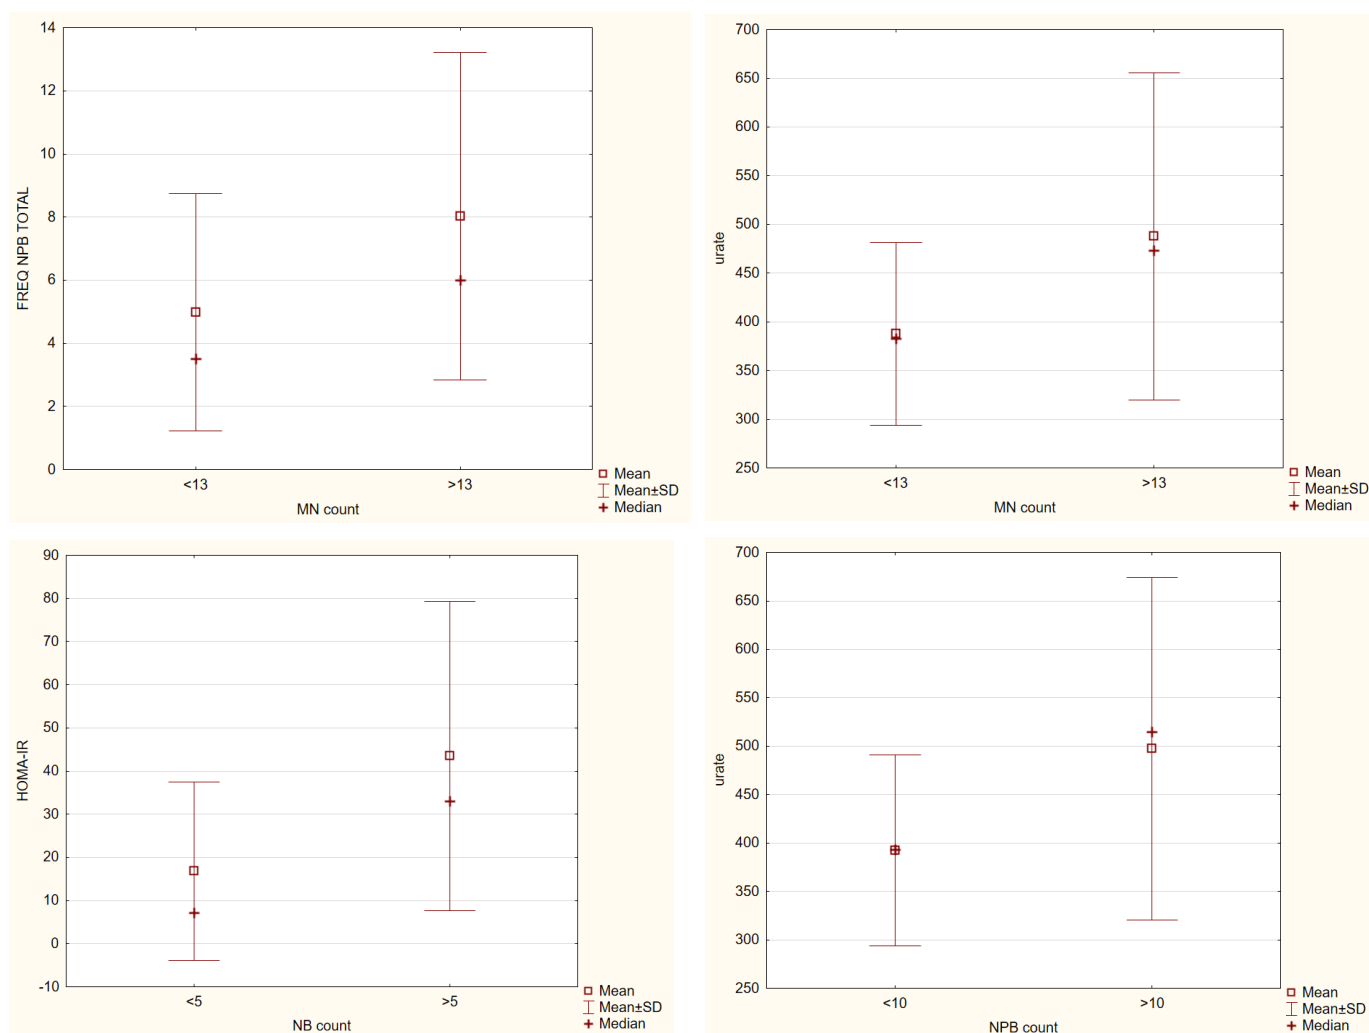 14
12
10
8
6
4
2
0
FREQ NPB TOTAL
<13
>13
MN count
Mean
Mean±SD
Median
700
650
600
550
500
450
400
350
300
250
urate
<13
>13
MN count
Mean
Mean±SD
Median
90
80
70
60
50
40
30
20
10
0
-10
HOMA-IR
<5
>5
NB count
Mean
Mean±SD
Median
700
650
600
550
500
450
400
350
300
250
urate
<10
>10
NPB count
Mean
Mean±SD
Median